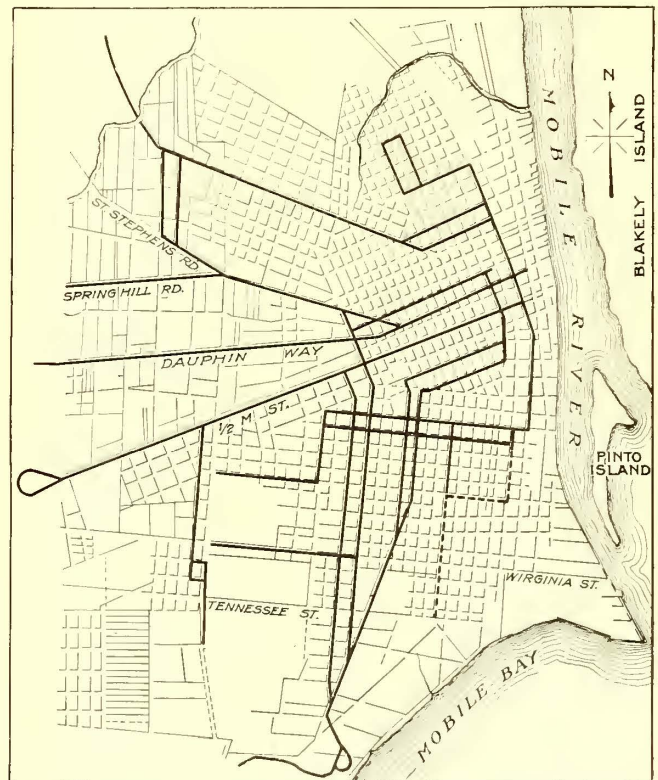 N
MOBILE RIVER
BLAKELY ISLAND
ST STEPHENS RD.
SPRING HILL RD.
DAUPHIN WAY
1/2 M ST.
PINTO
ISLAND
WIRGINIA ST.
TENNESSEE ST.
MOBILE BAY